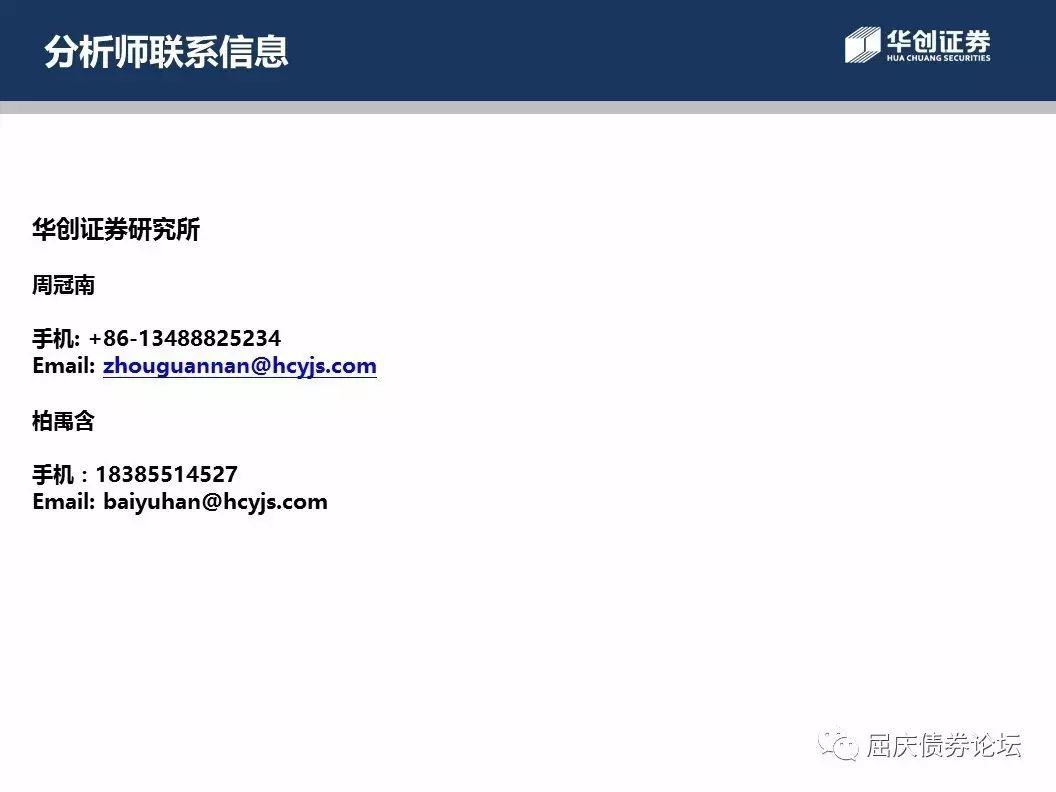 分析师联系信息
华创证券
HUA CHUANG SECURITIES
华创证券研究所
周冠南
手机: +86-13488825234
Email: zhouguannan@hcyjs.com
柏禹含
手机：18385514527
Email: baiyuhan@hcyjs.com
屈庆债券论坛